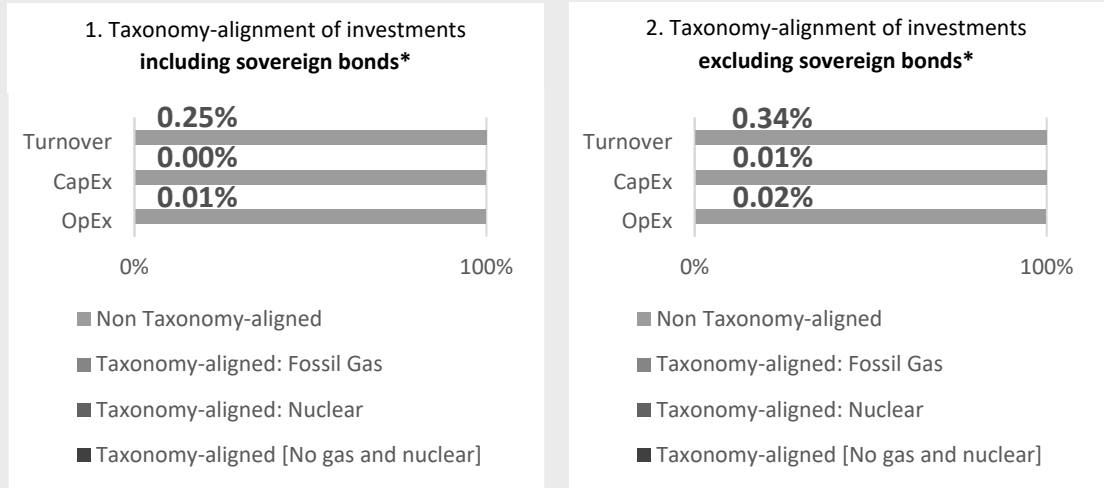 1. Taxonomy-alignment of investments
including sovereign bonds*
0.25%
Turnover
0.00%
CapEx
0.01%
OpEx
0% 100%
Non Taxonomy-aligned
Taxonomy-aligned: Fossil Gas
Taxonomy-aligned: Nuclear
Taxonomy-aligned [No gas and nuclear]
2. Taxonomy-alignment of investments
excluding sovereign bonds*
0.34%
Turnover
0.01%
CapEx
0.02%
OpEx
0% 100%
Non Taxonomy-aligned
Taxonomy-aligned: Fossil Gas
Taxonomy-aligned: Nuclear
Taxonomy-aligned [No gas and nuclear]